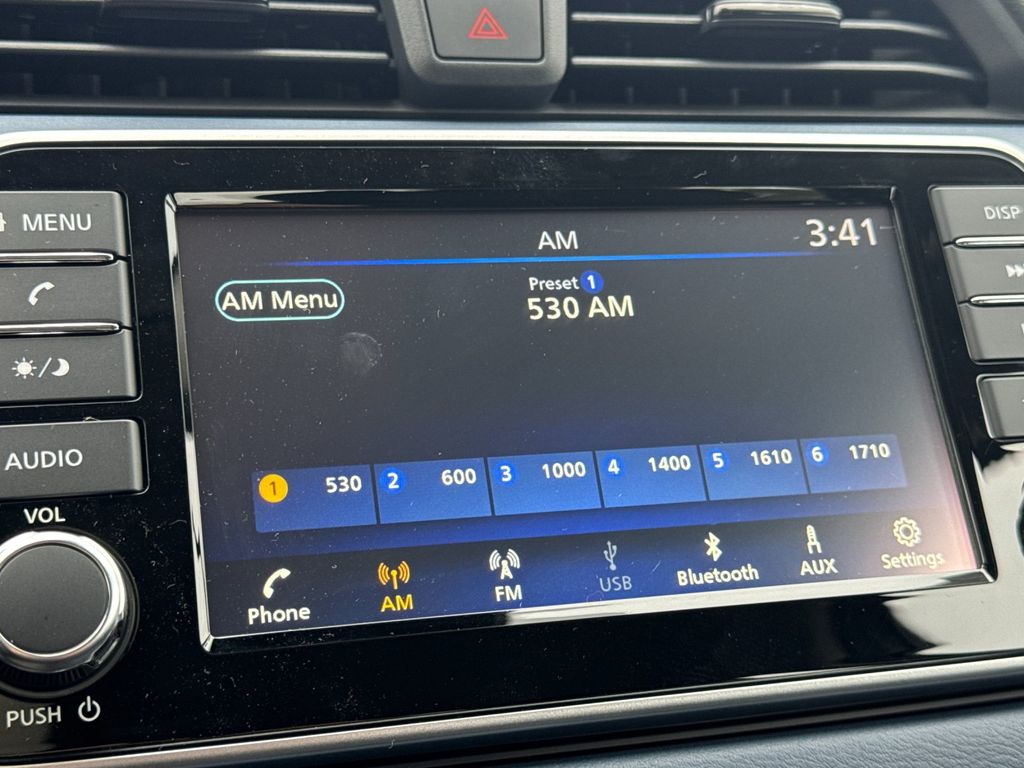 MENU
DISP
AM
3:41
AM Menu
Preset 1
530 AM
AUDIO
1 530
2 600
3 1000
4 1400
5 1610
6 1710
VOL
Phone
AM
FM
USB
Bluetooth
AUX
Settings
PUSH